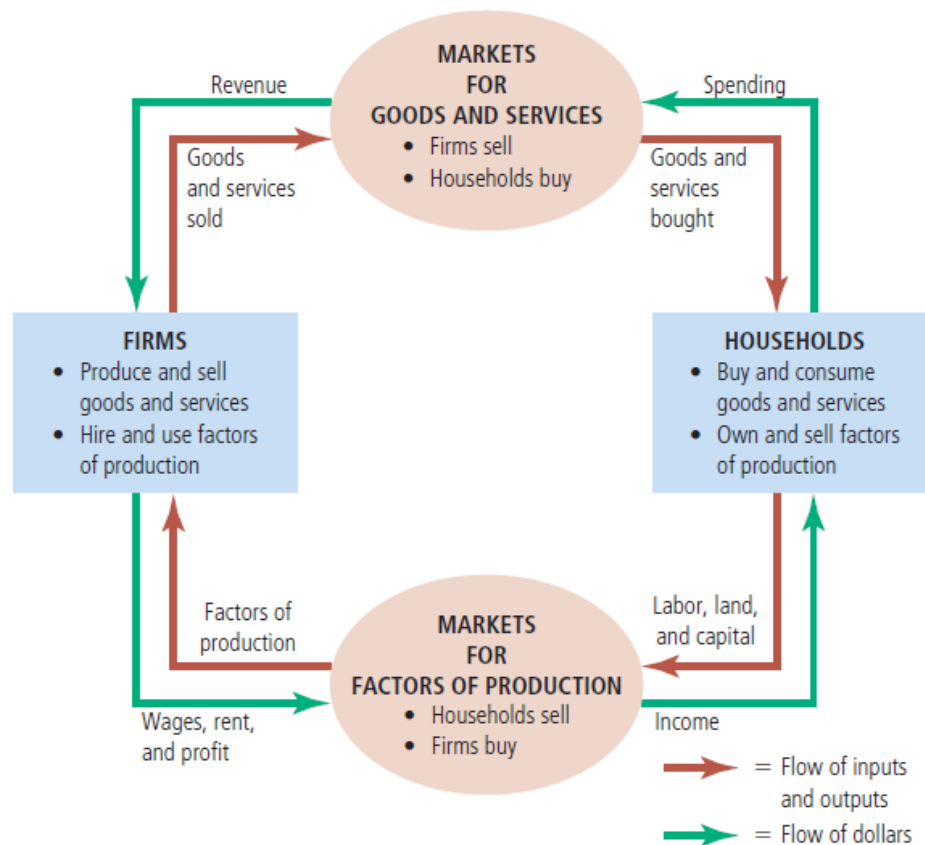 MARKETS
FOR
GOODS AND SERVICES
• Firms sell
• Households buy
Revenue
Spending
Goods
and services
sold
Goods and
services
bought
FIRMS
• Produce and sell
goods and services
• Hire and use factors
of production
HOUSEHOLDS
• Buy and consume
goods and services
• Own and sell factors
of production
Factors of
production
Labor, land,
and capital
MARKETS
FOR
FACTORS OF PRODUCTION
• Households sell
• Firms buy
Wages, rent,
and profit
Income
= Flow of inputs
and outputs
= Flow of dollars